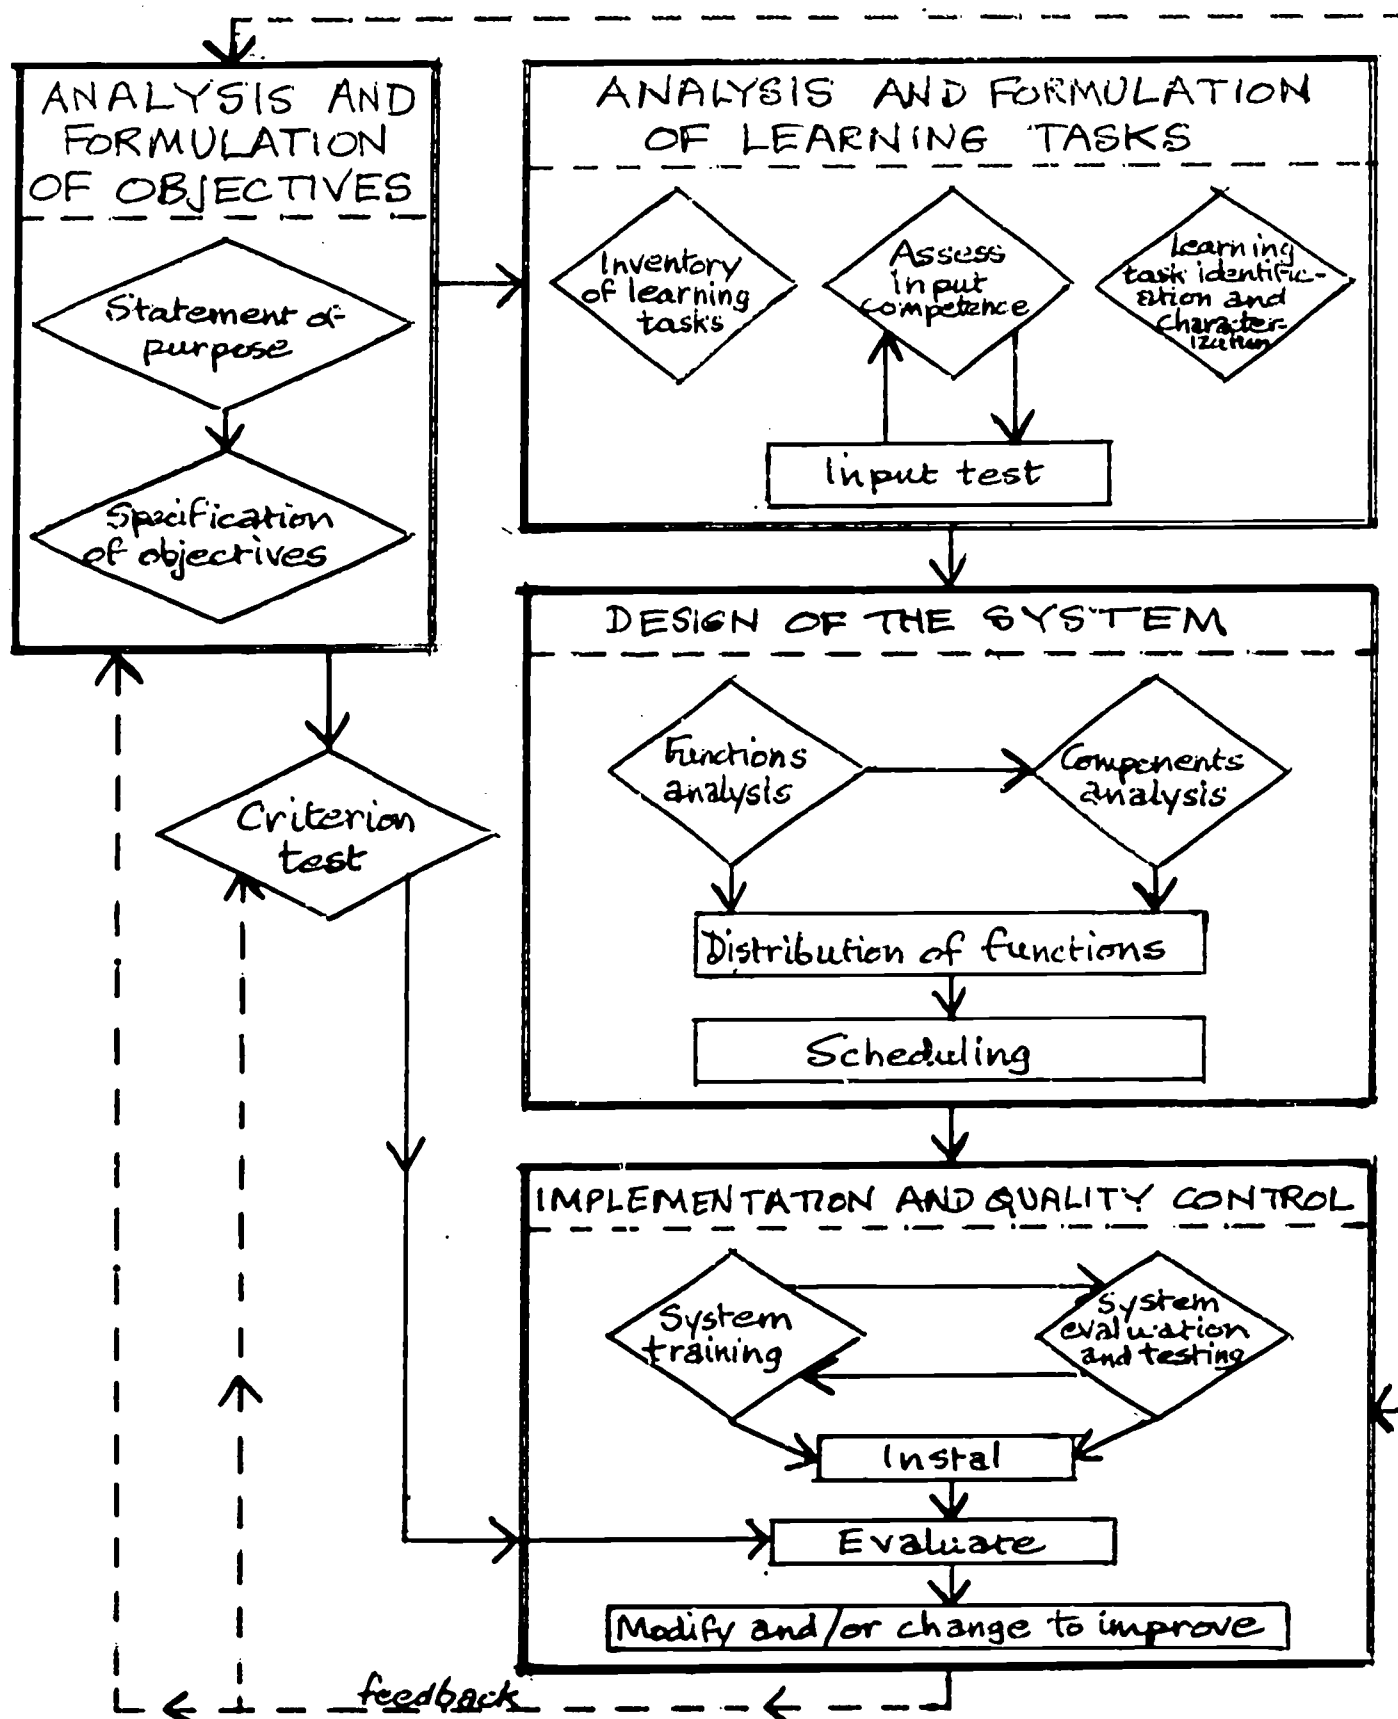 ANALYSIS AND
FORMULATION
OF OBJECTIVES
Statement of
purpose
Specification
of objectives
Criterion
test
ANALYSIS AND FORMULATION
OF LEARNING TASKS
Inventory
of learning
tasks
Assess
input
competence
Learning
task identific-
ation and
character-
ization
Input test
DESIGN OF THE SYSTEM
Functions
analysis
Components
analysis
Distribution of functions
Scheduling
IMPLEMENTATION AND QUALITY CONTROL
System
training
System
evaluation
and testing
Instal
Evaluate
Modify and/or change to improve
feedback